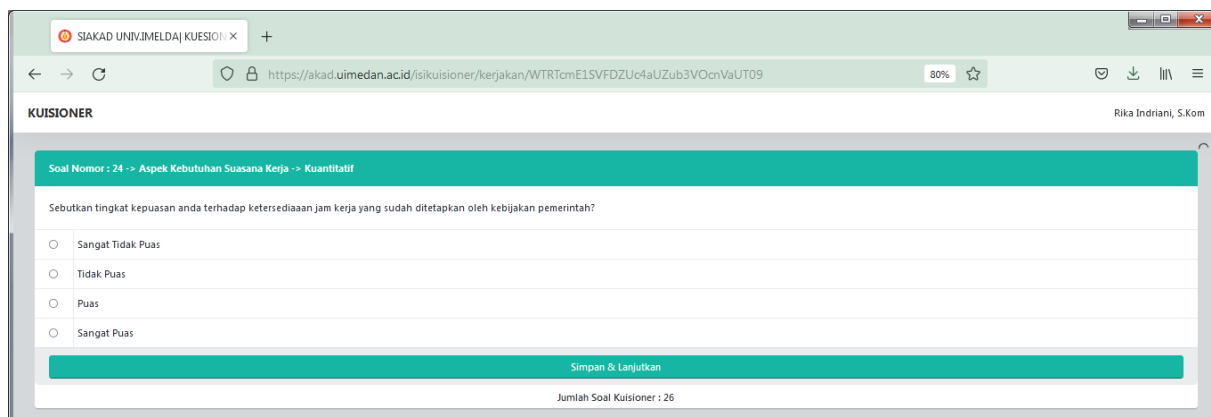 SIAKAD UNIV.IMELDA| KUESION
https://akad.uimedan.ac.id/isikuisioner/kerjakan/WTRTcmE1SVFDZUc4aUZub3VOcnVaUT09
80%
KUISIONER
Rika Indriani, S.Kom
Soal Nomor : 24 -> Aspek Kebutuhan Suasana Kerja -> Kuantitatif
Sebutkan tingkat kepuasan anda terhadap ketersediaaan jam kerja yang sudah ditetapkan oleh kebijakan pemerintah?
Sangat Tidak Puas
Tidak Puas
Puas
Sangat Puas
Simpan & Lanjutkan
Jumlah Soal Kuisioner : 26